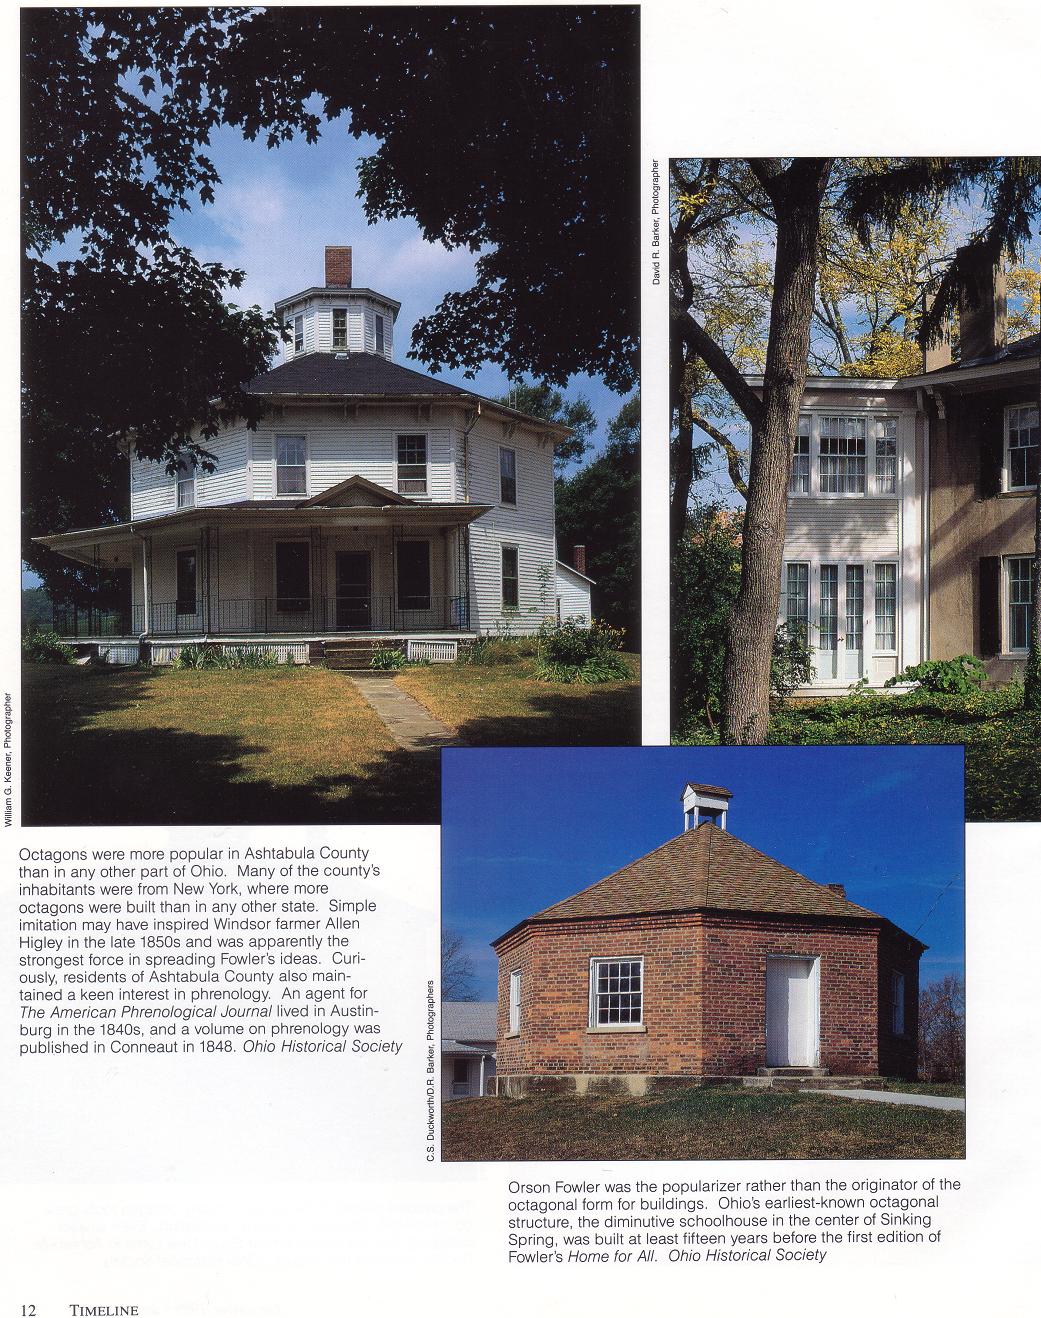 David R. Barker, Photographer
William G. Keener, Photographer
Octagons were more popular in Ashtabula County
than in any other part of Ohio. Many of the county's
inhabitants were from New York, where more
octagons were built than in any other state. Simple
imitation may have inspired Windsor farmer Allen
Higley in the late 1850s and was apparently the
strongest force in spreading Fowler's ideas. Curi-
ously, residents of Ashtabula County also main-
tained a keen interest in phrenology. An agent for
The American Phrenological Journal lived in Austin-
burg in the 1840s, and a volume on phrenology was
published in Conneaut in 1848. Ohio Historical Society
C.S. Duckworth/D.R. Barker, Photographers
Orson Fowler was the popularizer rather than the originator of the
octagonal form for buildings. Ohio's earliest-known octagonal
structure, the diminutive schoolhouse in the center of Sinking
Spring, was built at least fifteen years before the first edition of
Fowler's Home for All. Ohio Historical Society
12 TIMELINE